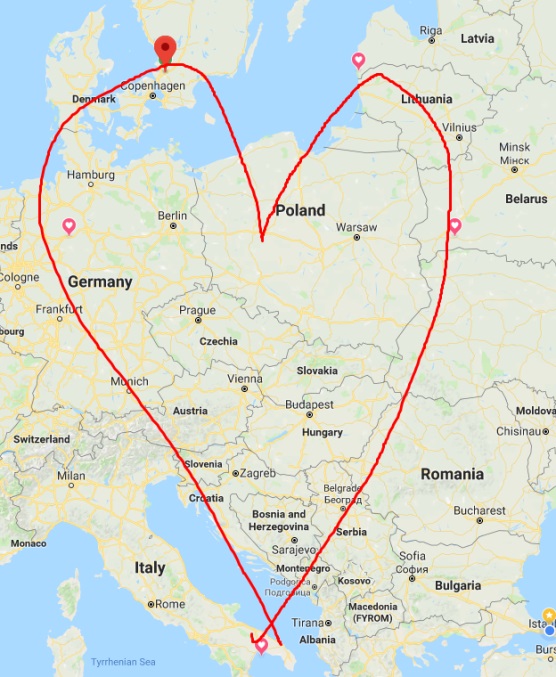 Riga
Latvia
Copenhagen
Denmark
Lithuania
Vilnius
Minsk
Мінск
Hamburg
Belarus
Berlin
Poland
Warsaw
nds
Cologne
Germany
Frankfurt
bourg
Prague
Czechia
Slovakia
Munich
Vienna
Budapest
Austria
Hungary
Moldova
Chisinau
Switzerland
Slovenia
Zagreb
Milan
Romania
Croatia
Belgrade
Београд
Bosnia and
Herzegovina
Bucharest
Sarajevo
Serbia
Monaco
Italy
Montenegro
Kosovo
Sofia
София
Podgorica
Подгорица
Bulgaria
Rome
Macedonia
(FYROM)
Tirana
Albania
Ista
Burs
Tyrrhenian Sea